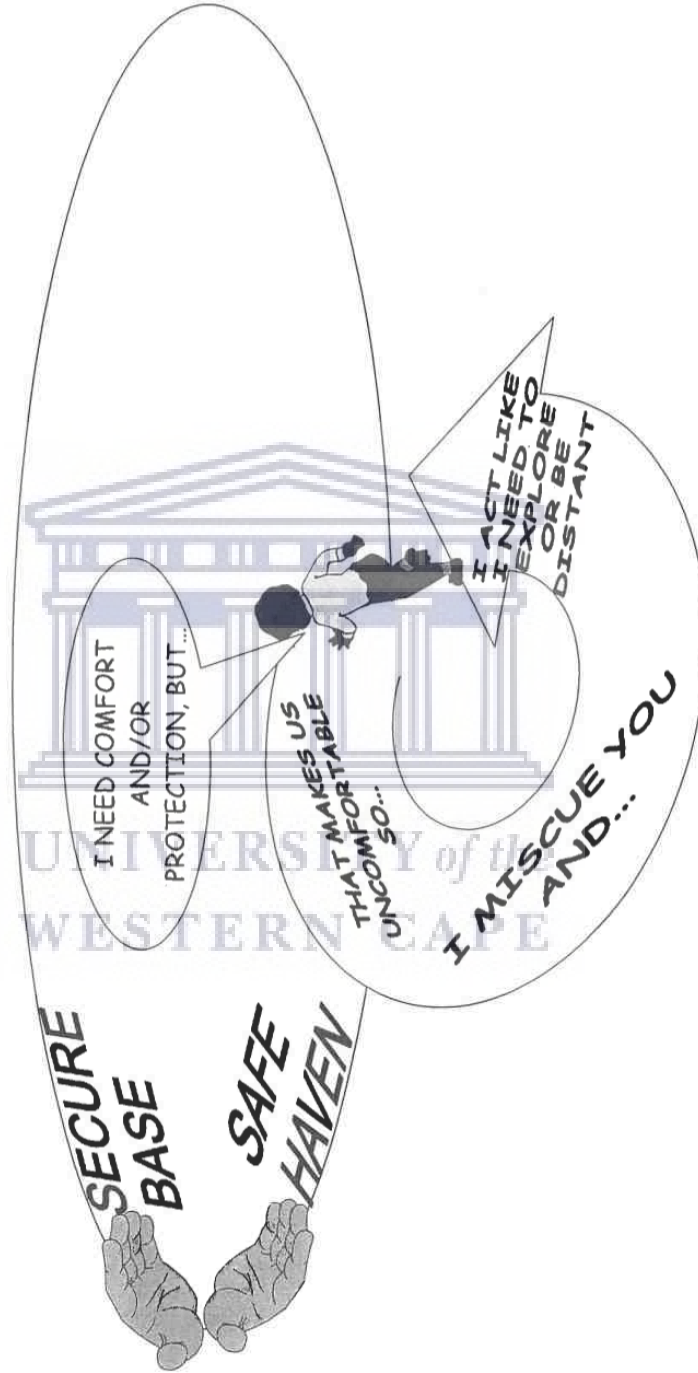 SECURE
BASE
SAFE
HAVEN
I NEED COMFORT
AND/OR
PROTECTION, BUT...
THAT MAKES US
UNCOMFORTABLE
SO...
I MISCUE YOU
AND...
I ACT LIKE
I NEED TO
EXPLORE
OR BE
DISTANT
UNIVERSITY of the
WESTERN CAPE